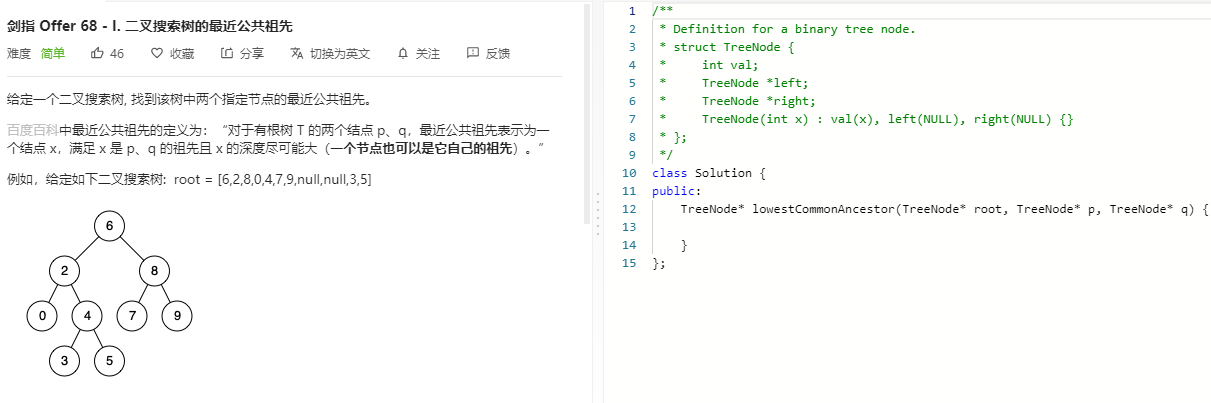 剑指 Offer 68 - I. 二叉搜索树的最近公共祖先
难度 简单 46 收藏 分享 切换为英文 关注 反馈
给定一个二叉搜索树, 找到该树中两个指定节点的最近公共祖先。
百度百科中最近公共祖先的定义为：“对于有根树 T 的两个结点 p、q，最近公共祖先表示为一
个结点 x，满足 x 是 p、q 的祖先且 x 的深度尽可能大（一个节点也可以是它自己的祖先）。”
例如，给定如下二叉搜索树: root = [6,2,8,0,4,7,9,null,null,3,5]
6
2 8
0 4 7 9
3 5
1 /**
2  * Definition for a binary tree node.
3  * struct TreeNode {
4  *     int val;
5  *     TreeNode *left;
6  *     TreeNode *right;
7  *     TreeNode(int x) : val(x), left(NULL), right(NULL) {}
8  * };
9  */
10 class Solution {
11 public:
12     TreeNode* lowestCommonAncestor(TreeNode* root, TreeNode* p, TreeNode* q) {
13
14     }
15 };